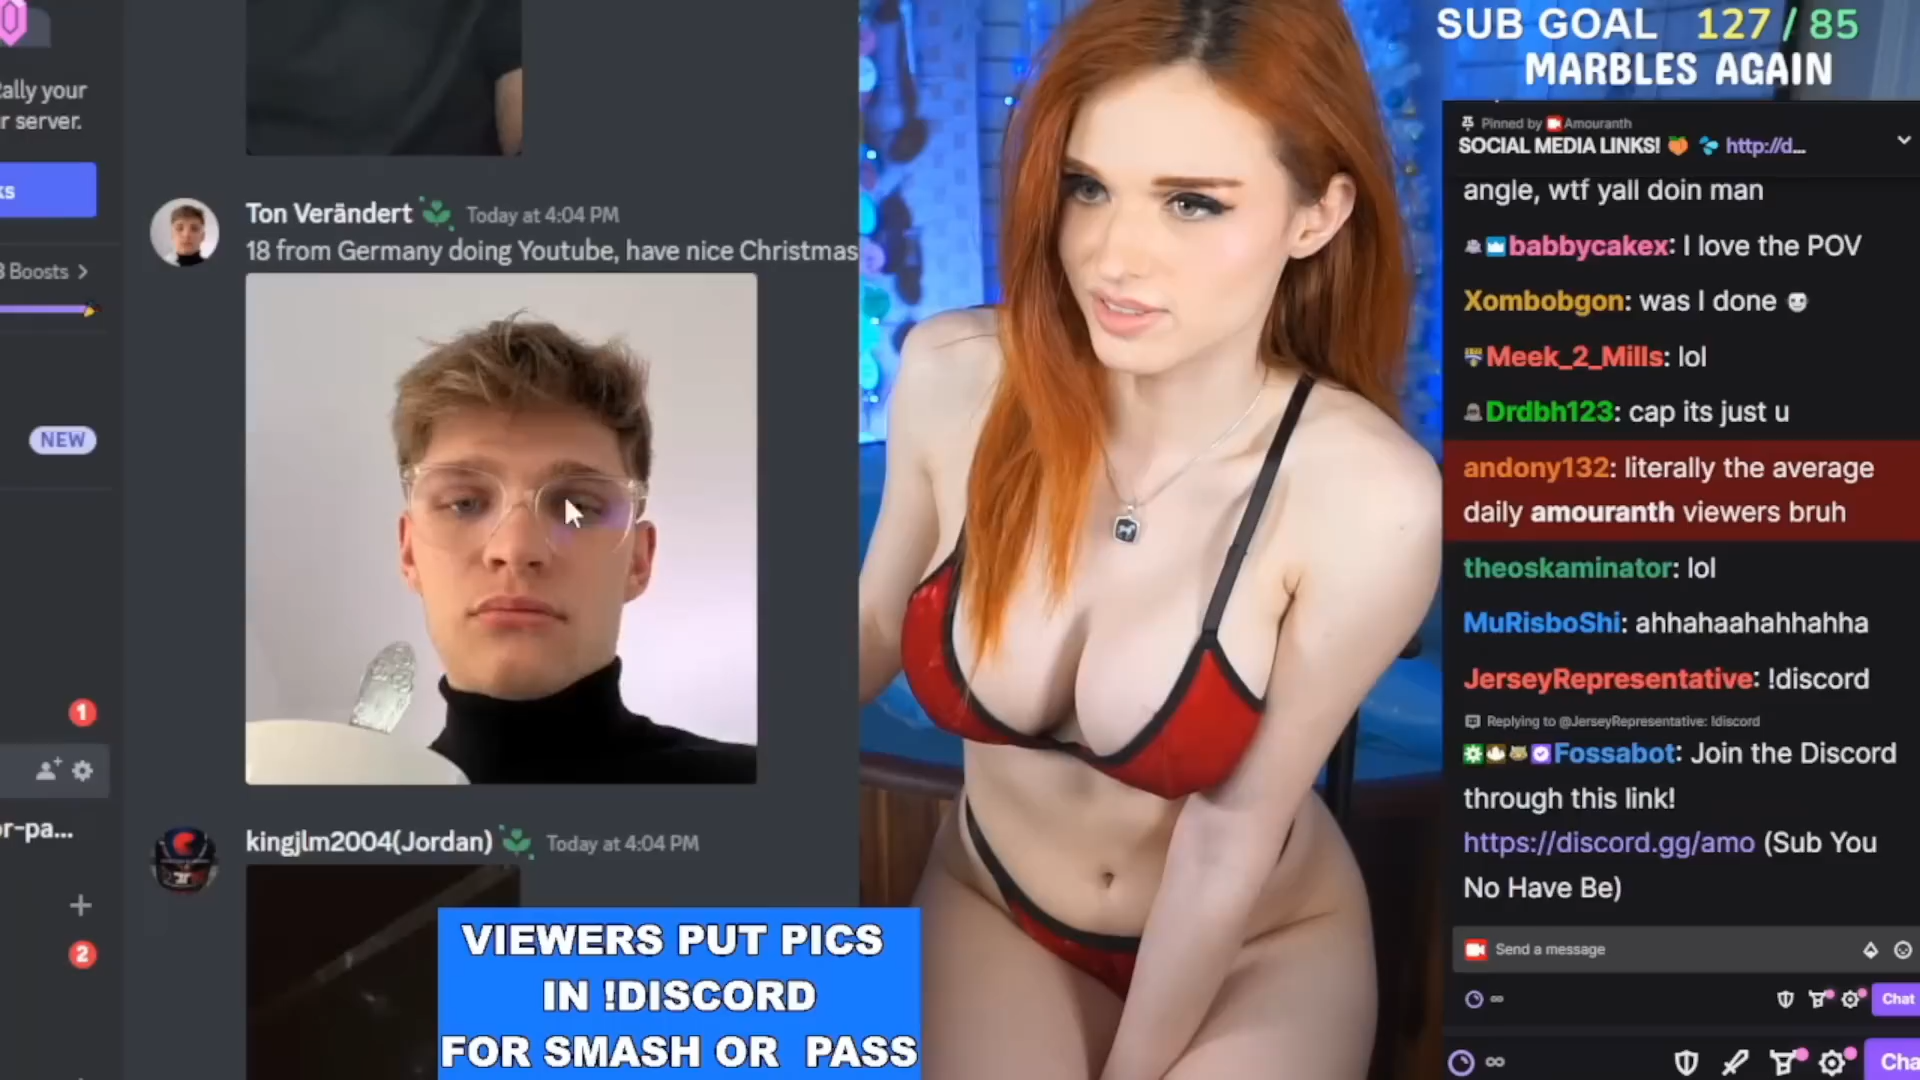 ally your
r server.
ks
3 Boosts
NEW
1
r-pa...
2
Ton Verändert Today at 4:04 PM
18 from Germany doing Youtube, have nice Christmas
kingjlm2004(Jordan) Today at 4:04 PM
VIEWERS PUT PICS
IN !DISCORD
FOR SMASH OR PASS
SUB GOAL 127 / 85
MARBLES AGAIN
Pinned by Amouranth
SOCIAL MEDIA LINKS! 🍑 💦 http://d...
angle, wtf yall doin man
babbycakex: I love the POV
Xombobgon: was I done
Meek_2_Mills: lol
Drdbh123: cap its just u
andony132: literally the average
daily amouranth viewers bruh
theoskaminator: lol
MuRisboShi: ahhahaahahhahha
JerseyRepresentative: !discord
Replying to @JerseyRepresentative: !discord
Fossabot: Join the Discord
through this link!
https://discord.gg/amo (Sub You
No Have Be)
Send a message
∞
Chat
∞
Cha